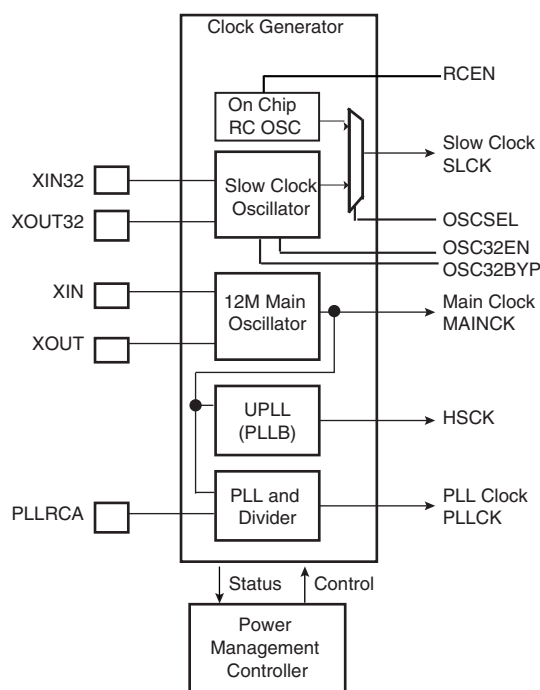 Clock Generator
RCEN
On Chip
RC OSC
Slow Clock
SLCK
XIN32
Slow Clock
Oscillator
XOUT32
OSCSEL
OSC32EN
OSC32BYP
XIN
12M Main
Oscillator
Main Clock
MAINCK
XOUT
UPLL
(PLLB)
HSCK
PLL and
Divider
PLL Clock
PLLCK
PLLRCA
Status
Control
Power
Management
Controller